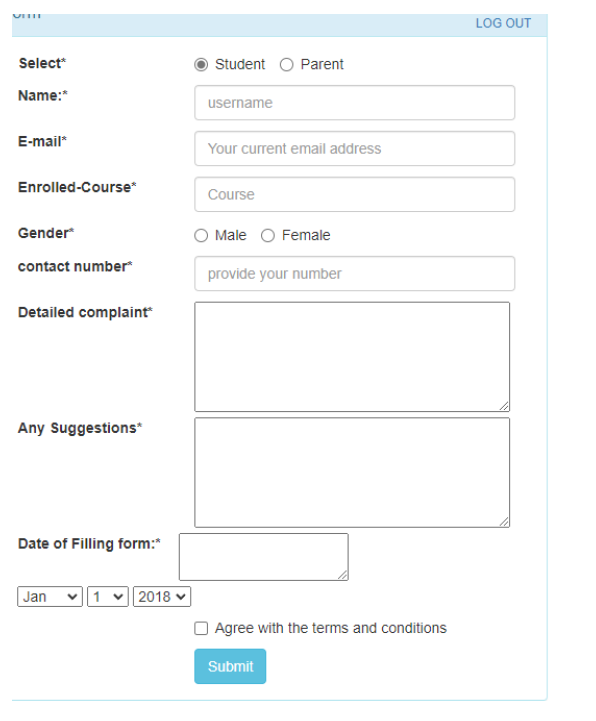 LOG OUT
Select*
Student Parent
Name:*
username
E-mail*
Your current email address
Enrolled-Course*
Course
Gender*
Male Female
contact number*
provide your number
Detailed complaint*
Any Suggestions*
Date of Filling form:*
Jan 1 2018
Agree with the terms and conditions
Submit